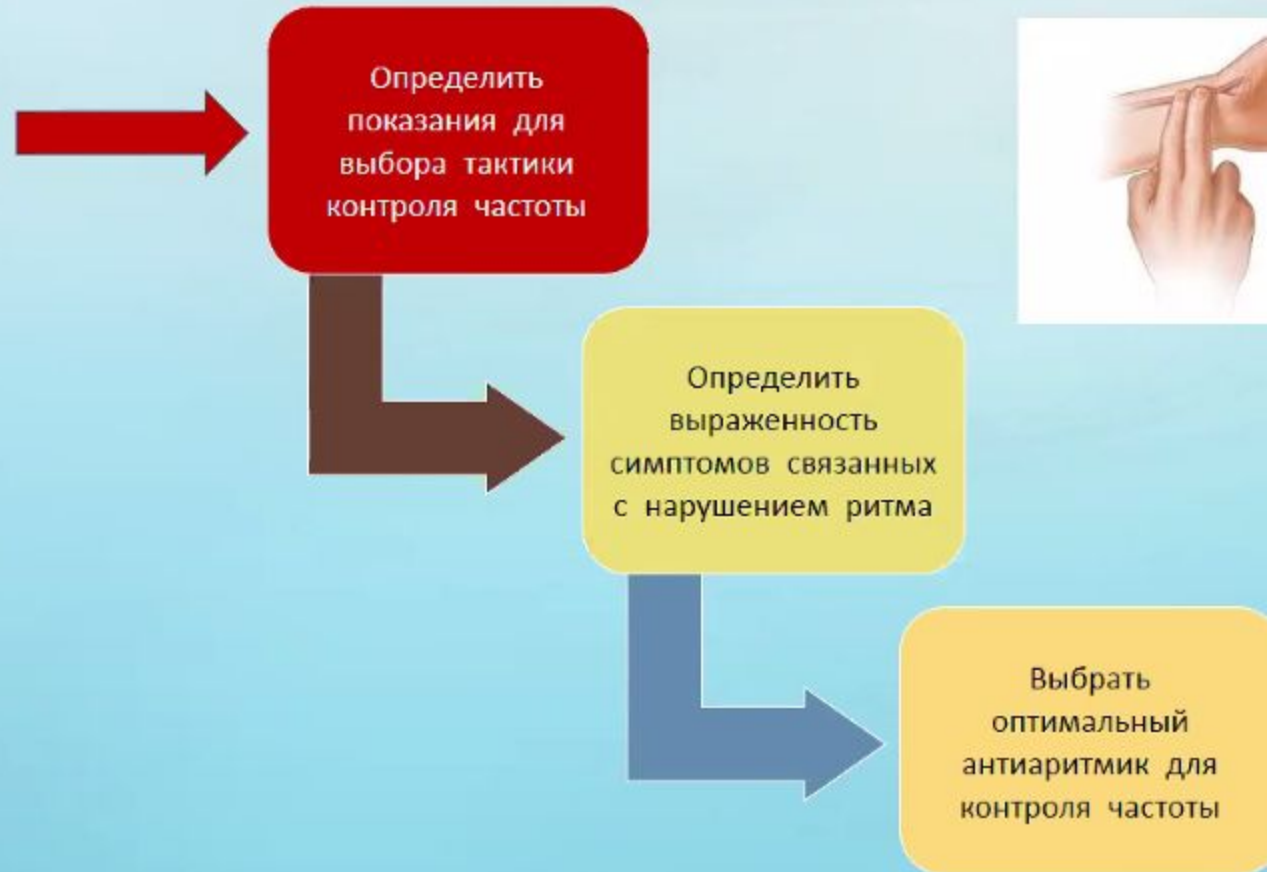 Определить
показания для
выбора тактики
контроля частоты
Определить
выраженность
симптомов связанных
с нарушением ритма
Выбрать
оптимальный
антиаритмик для
контроля частоты